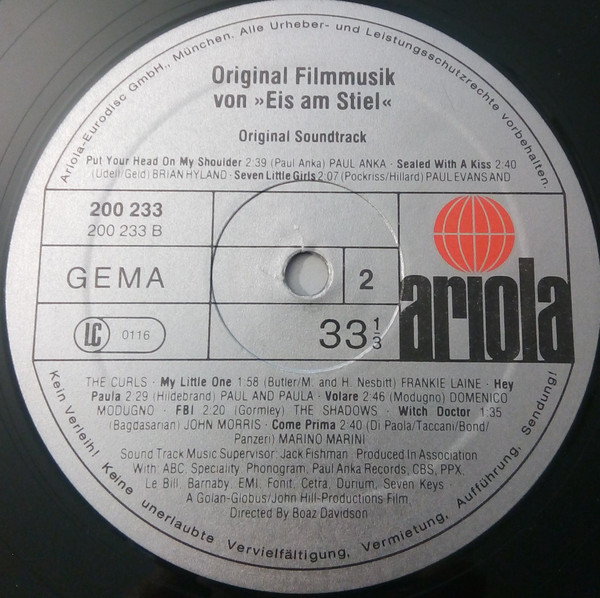 Ariola-Eurodisc GmbH., München. Alle Urheber- und Leistungsschutzrechte vorbehalten.
Original Filmmusik
von »Eis am Stiel«
Original Soundtrack
Put Your Head On My Shoulder 2:39 (Paul Anka) PAUL ANKA · Sealed With A Kiss 2:40
(Udell Geld) BRIAN HYLAND · Seven Little Girls 2:07 (Pockriss/Hillard) PAUL EVANS AND
200 233
200 233 B
GEMA
2
LC 0116
33 1/3
ariola
THE CURLS · My Little One 1:58 (Butler/M. and H. Nesbitt) FRANKIE LAINE · Hey
Paula 2:29 (Hildebrand) PAUL AND PAULA · Volare 2:46 (Modugno) DOMENICO
MODUGNO · FBI 2:20 (Gormley) THE SHADOWS · Witch Doctor 1:35
(Bagdasarian) JOHN MORRIS · Come Prima 2:40 (Di Paola/Taccani/Bond/
Panzeri) MARINO MARINI
Sound Track Music Supervisor: Jack Fishman. Produced In Association
With: ABC, Speciality, Phonogram, Paul Anka Records, CBS, PPX,
Le Bill, Barnaby, EMI, Fonit, Cetra, Durium, Seven Keys
A Golan-Globus/John Hill-Productions Film
Directed By Boaz Davidson
Kein Verleih! Keine unerlaubte Vervielfältigung, Vermietung, Aufführung, Sendung!